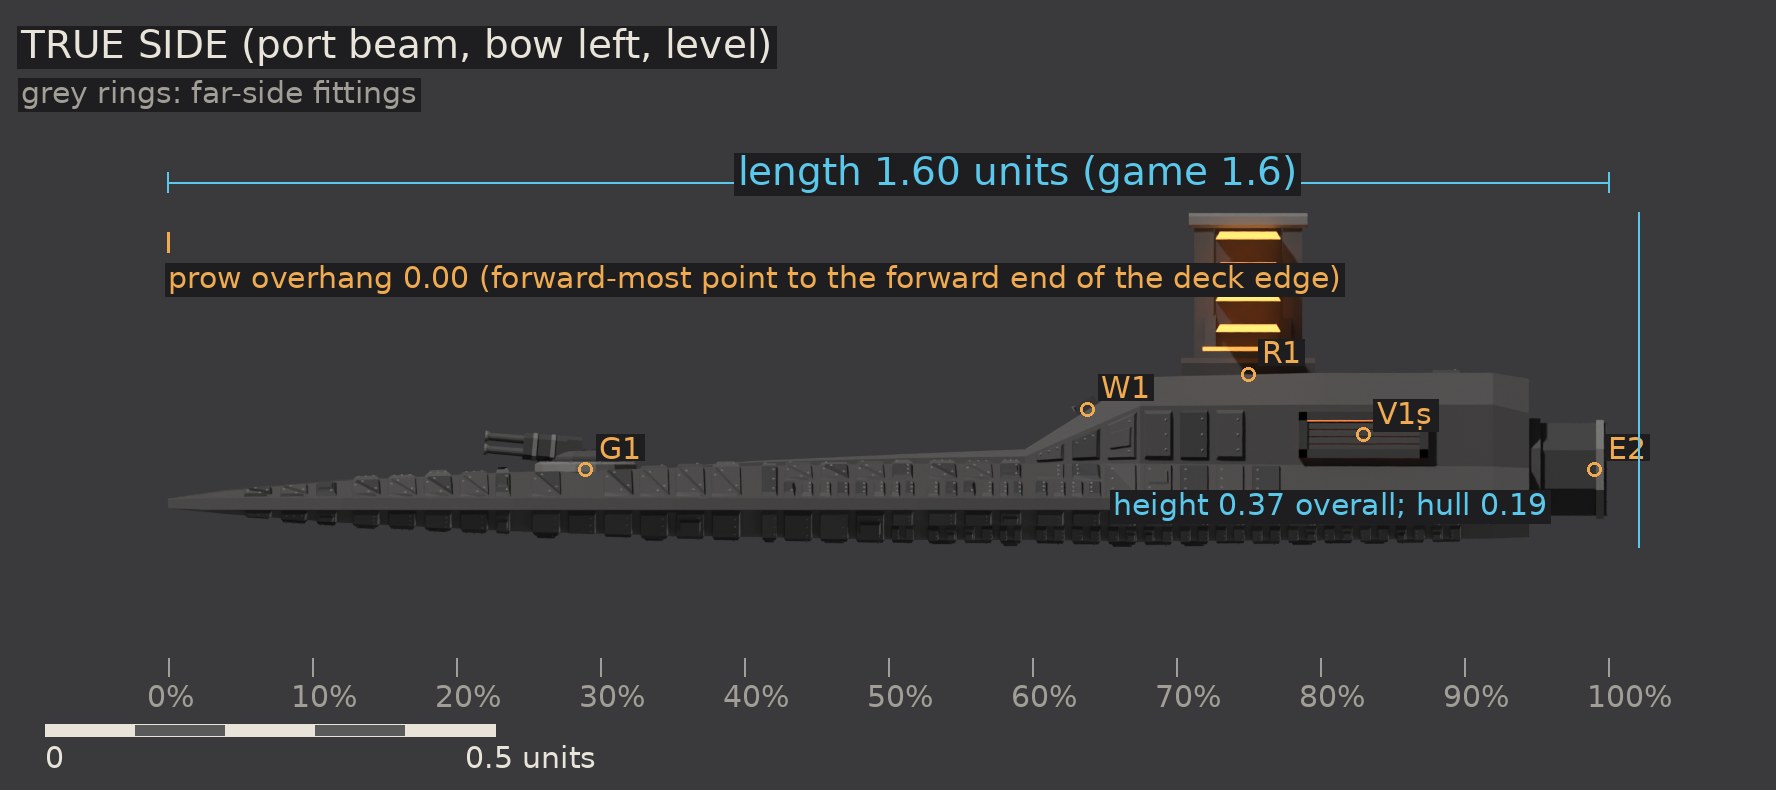 TRUE SIDE (port beam, bow left, level)
grey rings: far-side fittings
length 1.60 units (game 1.6)
prow overhang 0.00 (forward-most point to the forward end of the deck edge)
R1
W1
V1s
G1
E2
height 0.37 overall; hull 0.19
0% 10% 20% 30% 40% 50% 60% 70% 80% 90% 100%
0 0.5 units